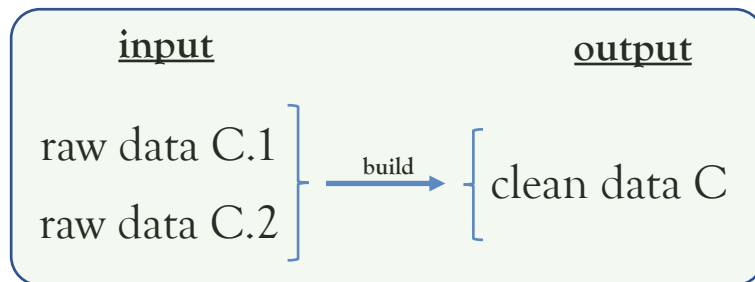 input
output
raw data C.1
raw data C.2
build
clean data C